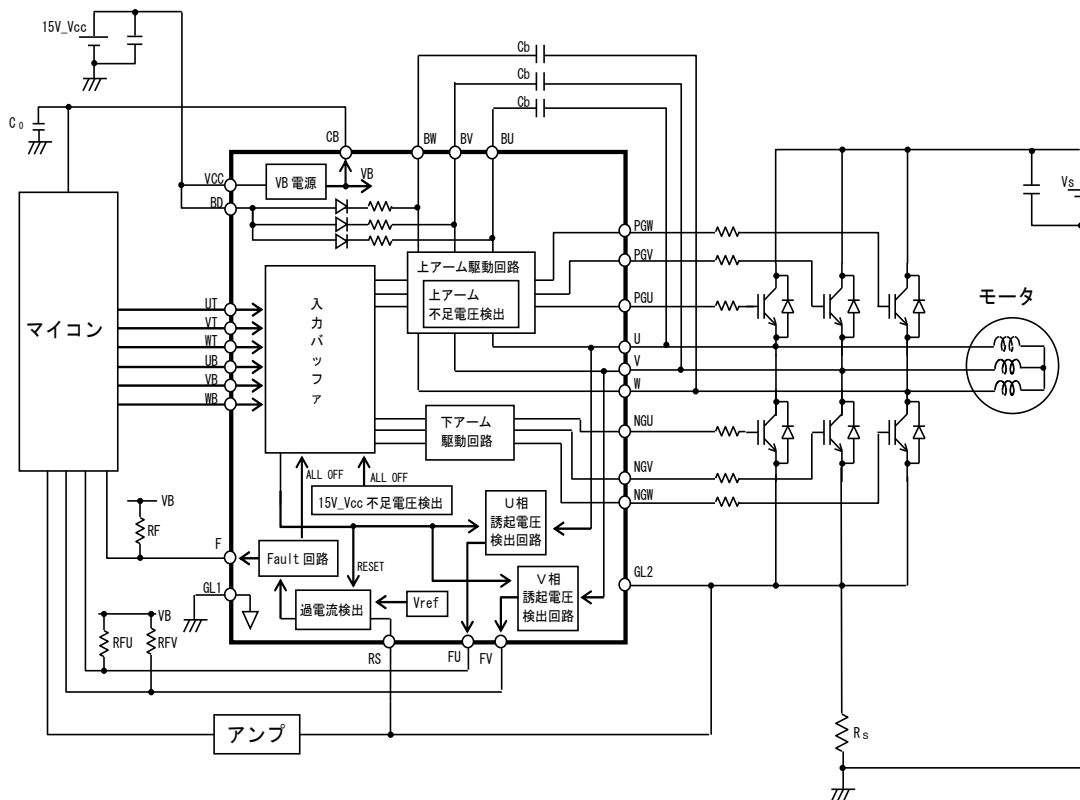 15V_Vcc
Cb
Cb
Cb
C₀
CB
BW
BV
BU
VCC
VB 電源
VB
BD
Vs
PGW
PGV
PGU
上アーム駆動回路
上アーム
不足電圧検出
モータ
マイコン
UT
VT
WT
UB
VB
WB
入力バッファ
U
V
W
下アーム
駆動回路
NGU
NGV
NGW
ALL OFF
ALL OFF
15V_Vcc 不足電圧検出
U相
誘起電圧
検出回路
VB
RF
F
Fault 回路
RESET
V相
誘起電圧
検出回路
GL1
GL2
過電流検出
Vref
VB
RFU
RFV
RS
FU
FV
アンプ
Rs